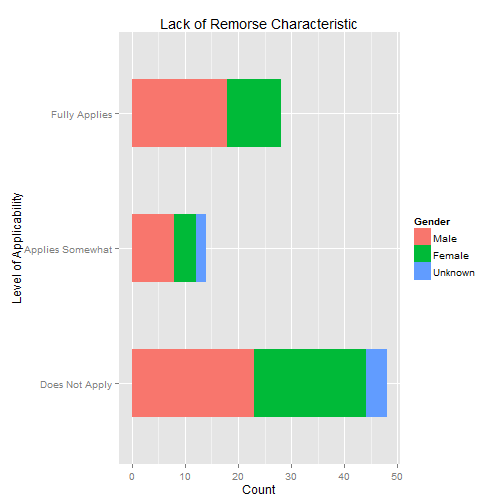 Lack of Remorse Characteristic
Level of Applicability
Fully Applies
Applies Somewhat
Does Not Apply
0 10 20 30 40 50
Count
Gender
Male
Female
Unknown